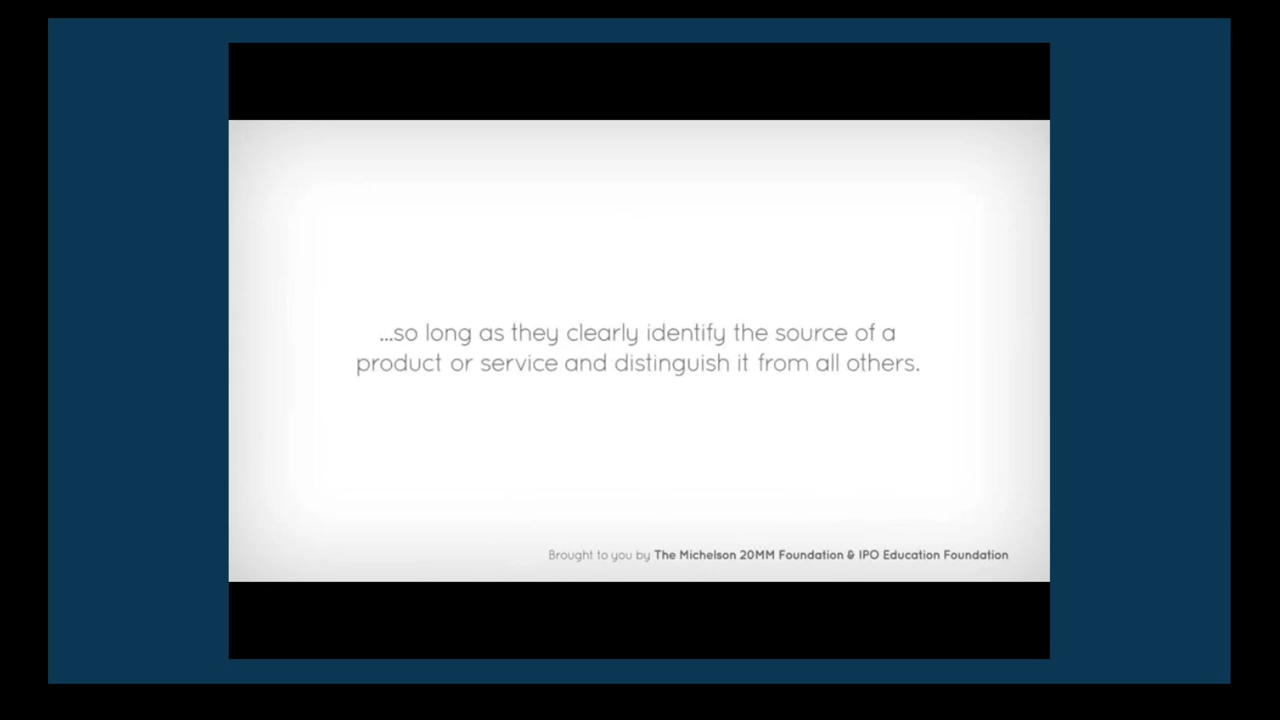 ...so long as they clearly identify the source of a
product or service and distinguish it from all others.
Brought to you by The Michelson 20MM Foundation & IPO Education Foundation